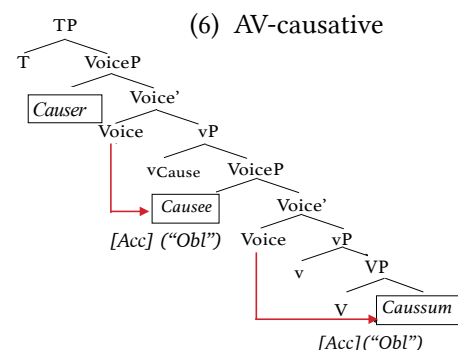 (6) AV-causative
TP
T VoiceP
Causer Voice'
Voice vP
vCause VoiceP
Causee Voice'
[Acc] (“Obl”) Voice vP
v VP
V Caussum
[Acc](“Obl”)